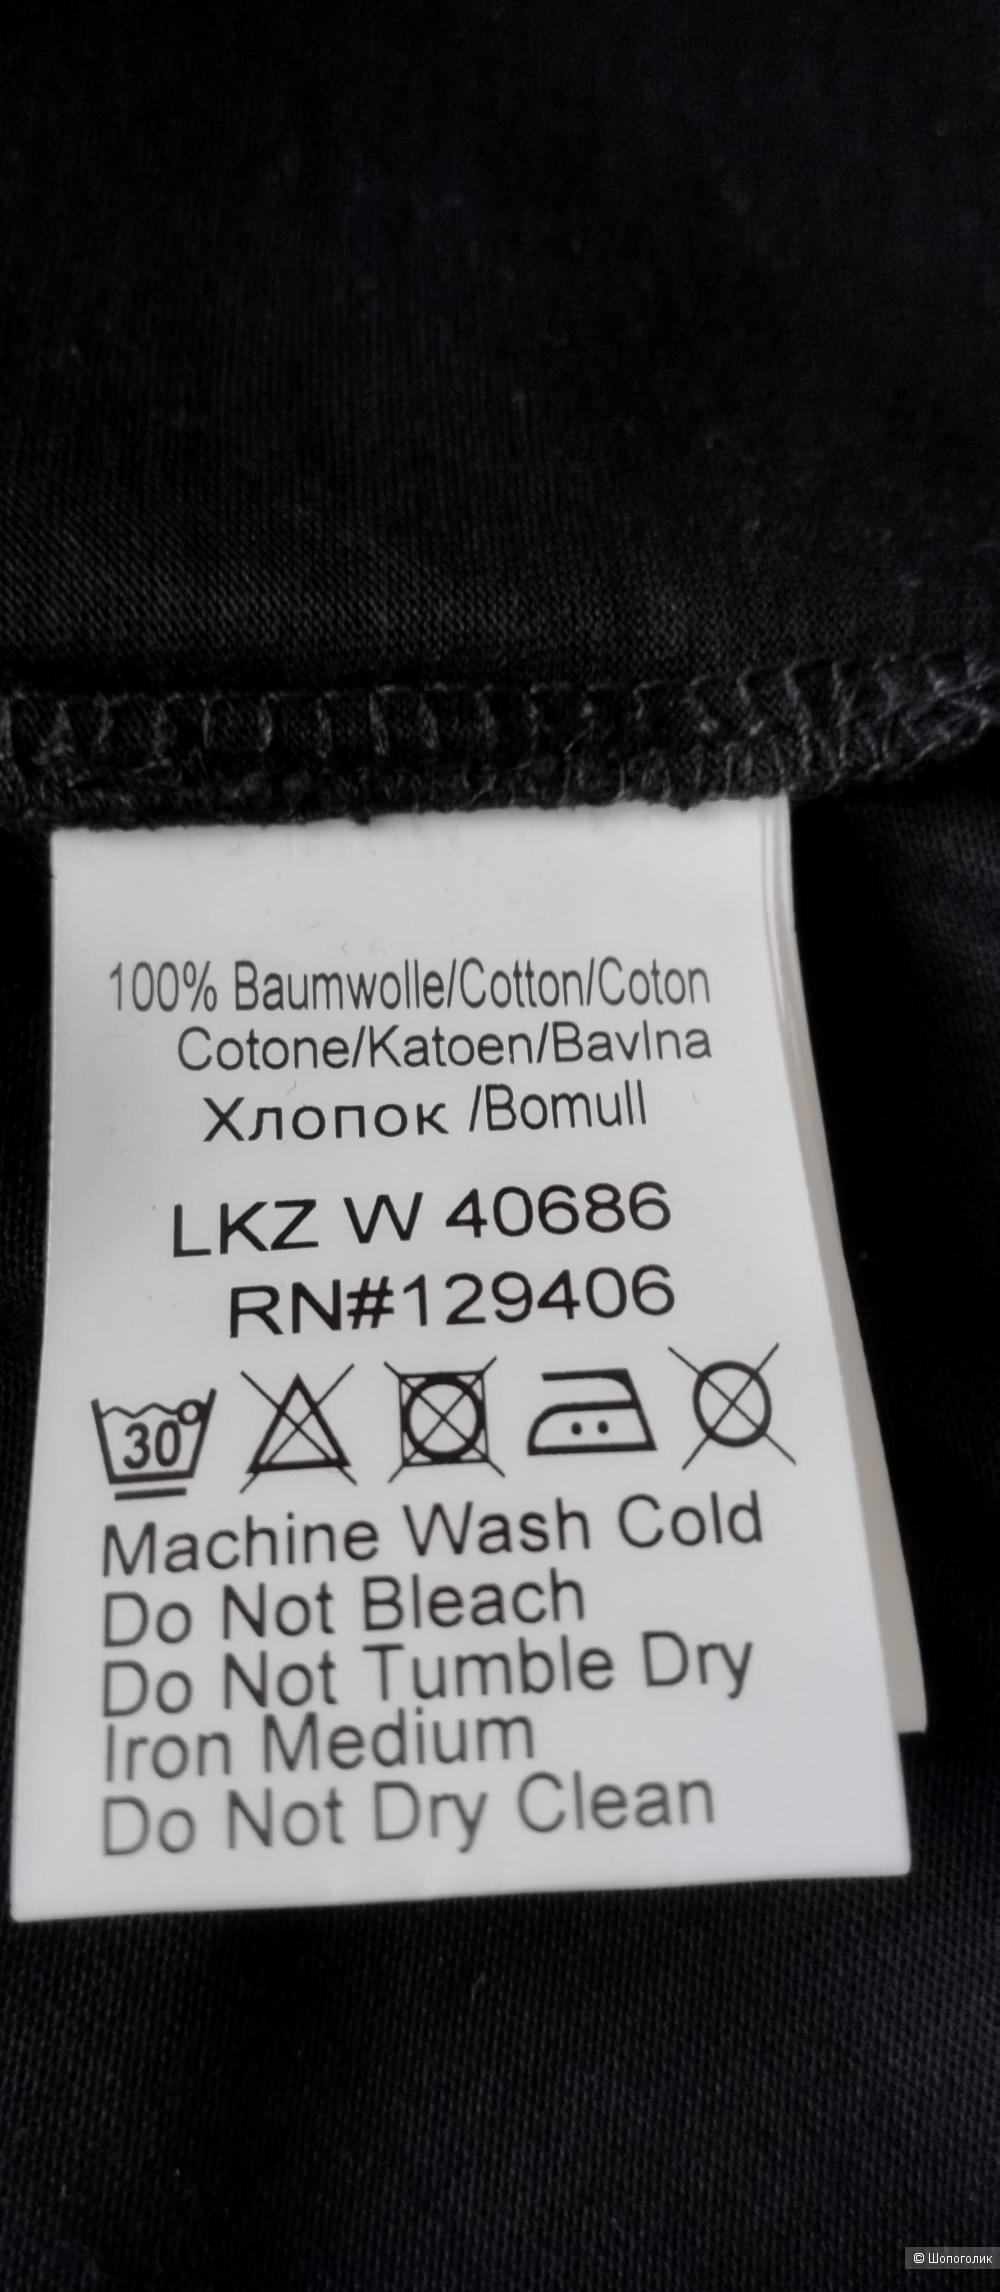 100% Baumwolle/Cotton/Coton
Cotone/Katoen/Bavlna
Хлопок /Bomull
LKZ W 40686
RN#129406
30°
Machine Wash Cold
Do Not Bleach
Do Not Tumble Dry
Iron Medium
Do Not Dry Clean
© Шопоголик